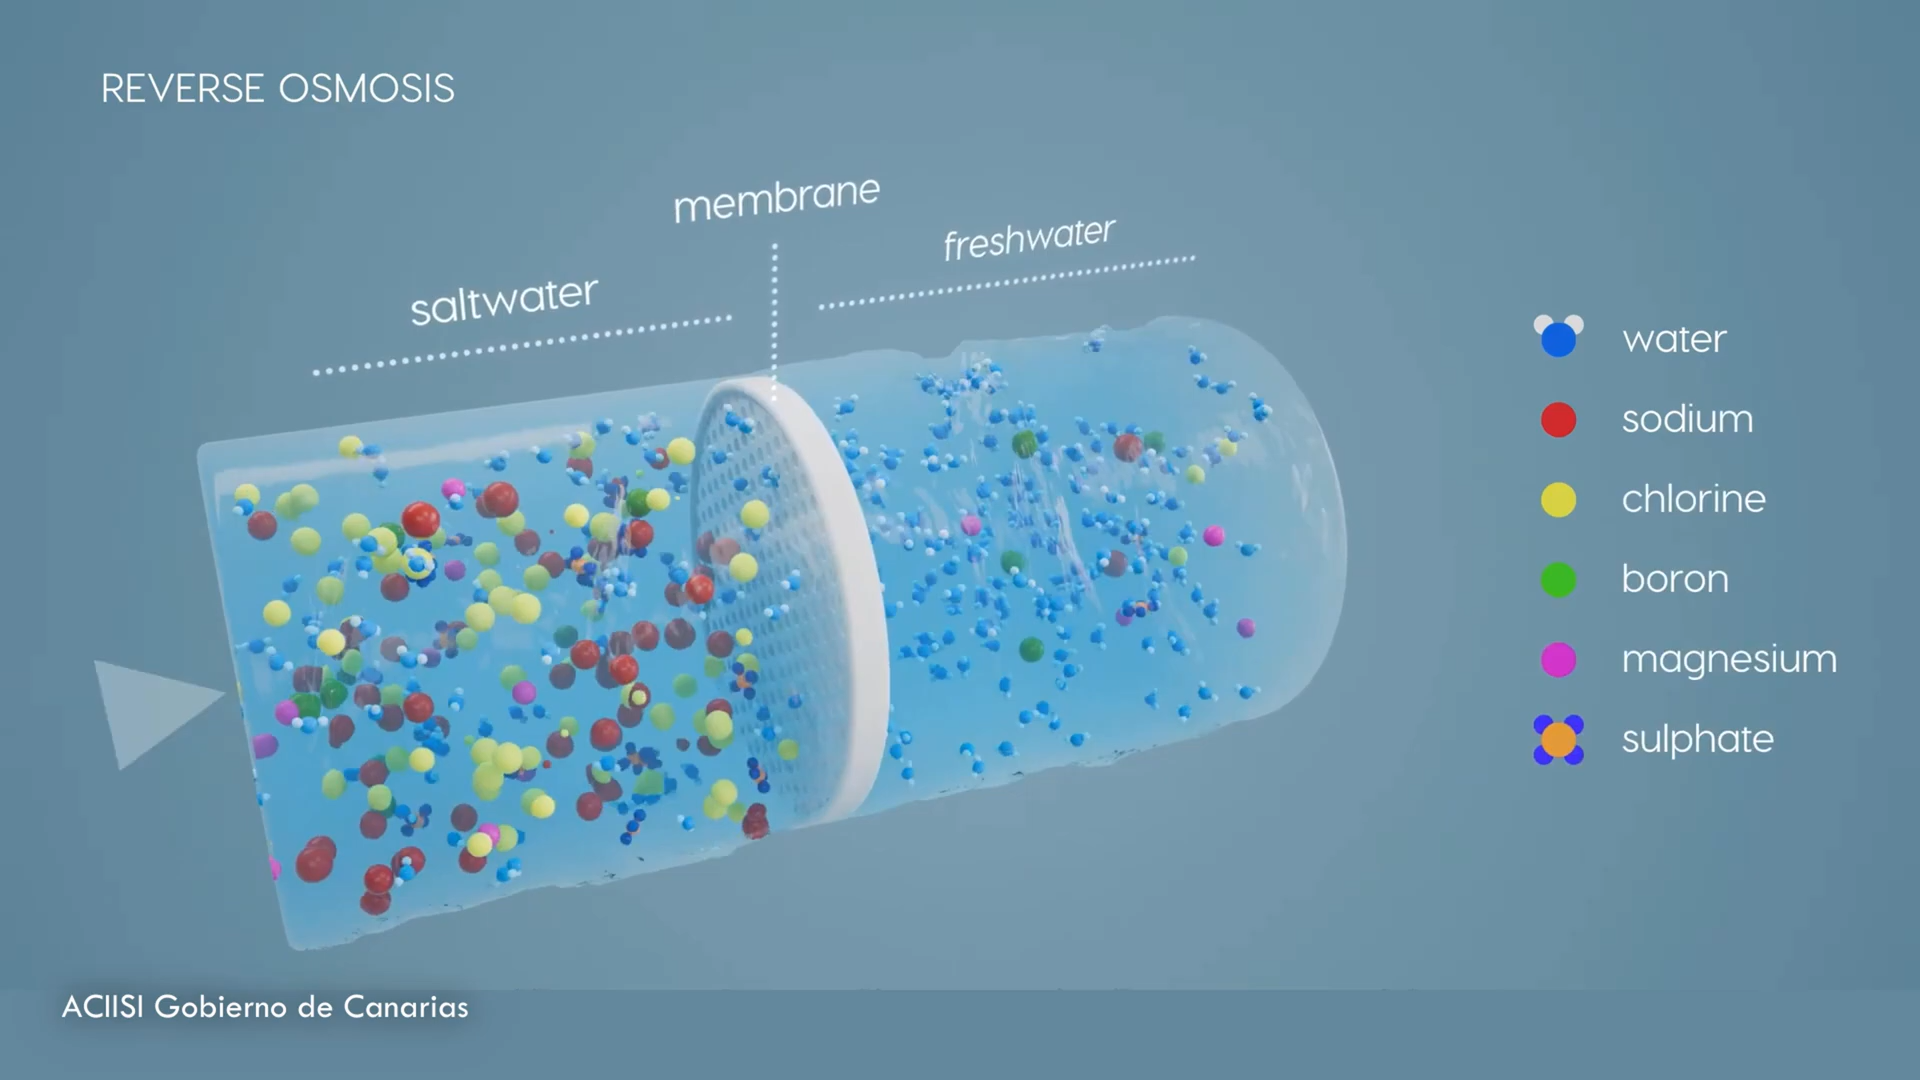 REVERSE OSMOSIS
membrane
freshwater
saltwater
water
sodium
chlorine
boron
magnesium
sulphate
ACIISI Gobierno de Canarias